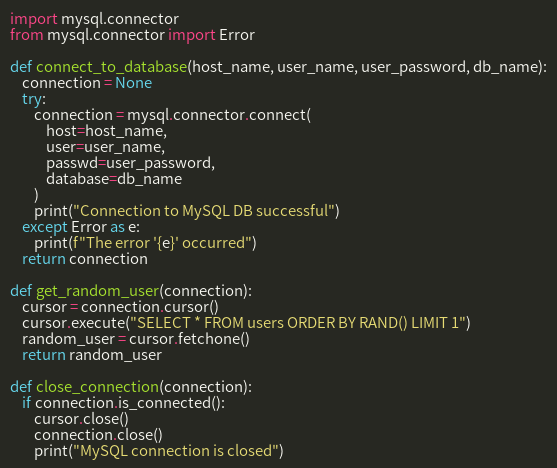 import mysql.connector
from mysql.connector import Error

def connect_to_database(host_name, user_name, user_password, db_name):
    connection = None
    try:
        connection = mysql.connector.connect(
            host=host_name,
            user=user_name,
            passwd=user_password,
            database=db_name
        )
        print("Connection to MySQL DB successful")
    except Error as e:
        print(f"The error '{e}' occurred")
    return connection

def get_random_user(connection):
    cursor = connection.cursor()
    cursor.execute("SELECT * FROM users ORDER BY RAND() LIMIT 1")
    random_user = cursor.fetchone()
    return random_user

def close_connection(connection):
    if connection.is_connected():
        cursor.close()
        connection.close()
        print("MySQL connection is closed")